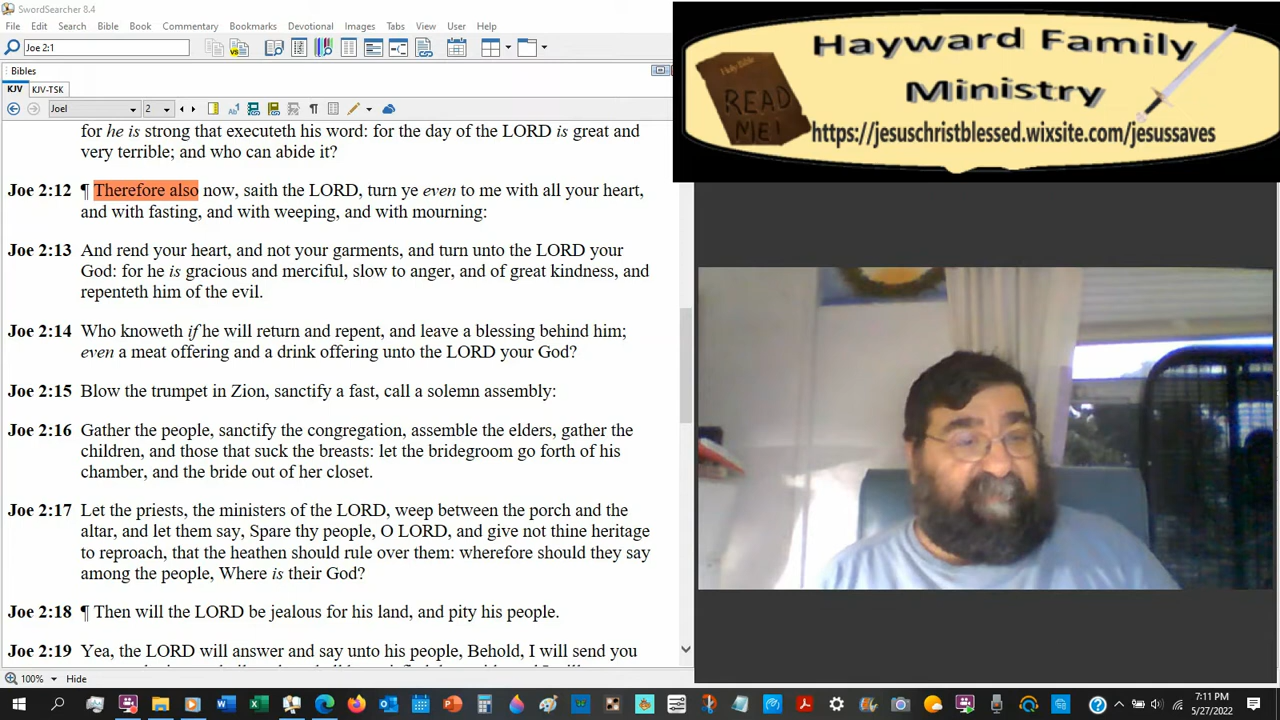 SwordSearcher 8.4
File Edit Search Bible Book Commentary Bookmarks Devotional Images Tabs View User Help
Joe 2:1
Bibles
KJV KJV-TSK
Joel 2
for he is strong that executeth his word: for the day of the LORD is great and
very terrible; and who can abide it?
Joe 2:12 ¶ Therefore also now, saith the LORD, turn ye even to me with all your heart,
and with fasting, and with weeping, and with mourning:
Joe 2:13 And rend your heart, and not your garments, and turn unto the LORD your
God: for he is gracious and merciful, slow to anger, and of great kindness, and
repenteth him of the evil.
Joe 2:14 Who knoweth if he will return and repent, and leave a blessing behind him;
even a meat offering and a drink offering unto the LORD your God?
Joe 2:15 Blow the trumpet in Zion, sanctify a fast, call a solemn assembly:
Joe 2:16 Gather the people, sanctify the congregation, assemble the elders, gather the
children, and those that suck the breasts: let the bridegroom go forth of his
chamber, and the bride out of her closet.
Joe 2:17 Let the priests, the ministers of the LORD, weep between the porch and the
altar, and let them say, Spare thy people, O LORD, and give not thine heritage
to reproach, that the heathen should rule over them: wherefore should they say
among the people, Where is their God?
Joe 2:18 ¶ Then will the LORD be jealous for his land, and pity his people.
Joe 2:19 Yea, the LORD will answer and say unto his people, Behold, I will send you
100% Hide
Hayward Family
Ministry
https://jesuschristblessed.wixsite.com/jesussaves
Holy Bible
READ
ME!
7:11 PM
5/27/2022